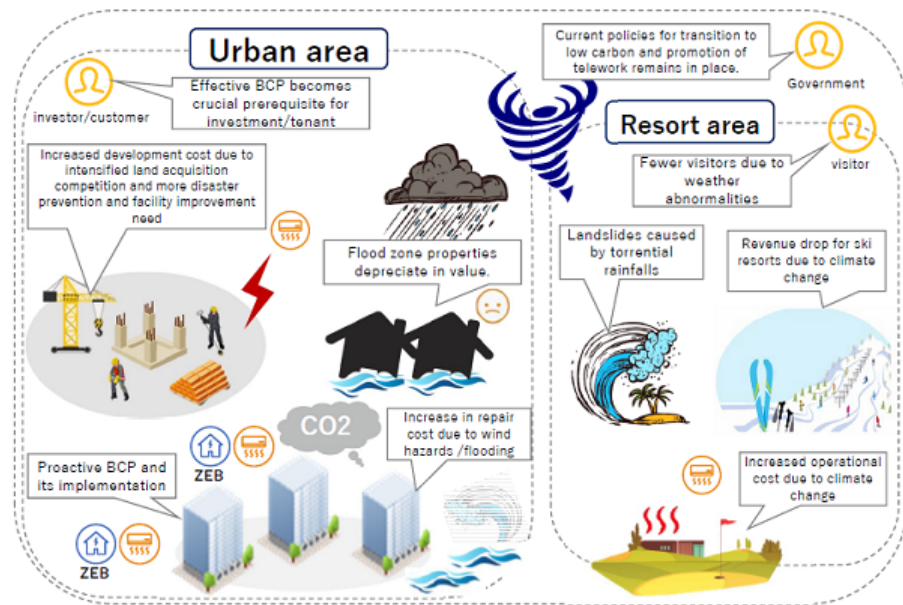 Urban area
investor/customer
Effective BCP becomes
crucial prerequisite for
investment/tenant
Current policies for transition to
low carbon and promotion of
telework remains in place.
Government
Resort area
visitor
Fewer visitors due to
weather
abnormalities
Increased development cost due to
intensified land acquisition
competition and more disaster
prevention and facility improvement
need
Flood zone properties
depreciate in value.
Landslides caused
by torrential
rainfalls
Revenue drop for ski
resorts due to climate
change
CO2
Increase in repair
cost due to wind
hazards /flooding
ZEB
Proactive BCP and
its implementation
ZEB
Increased operational
cost due to climate
change